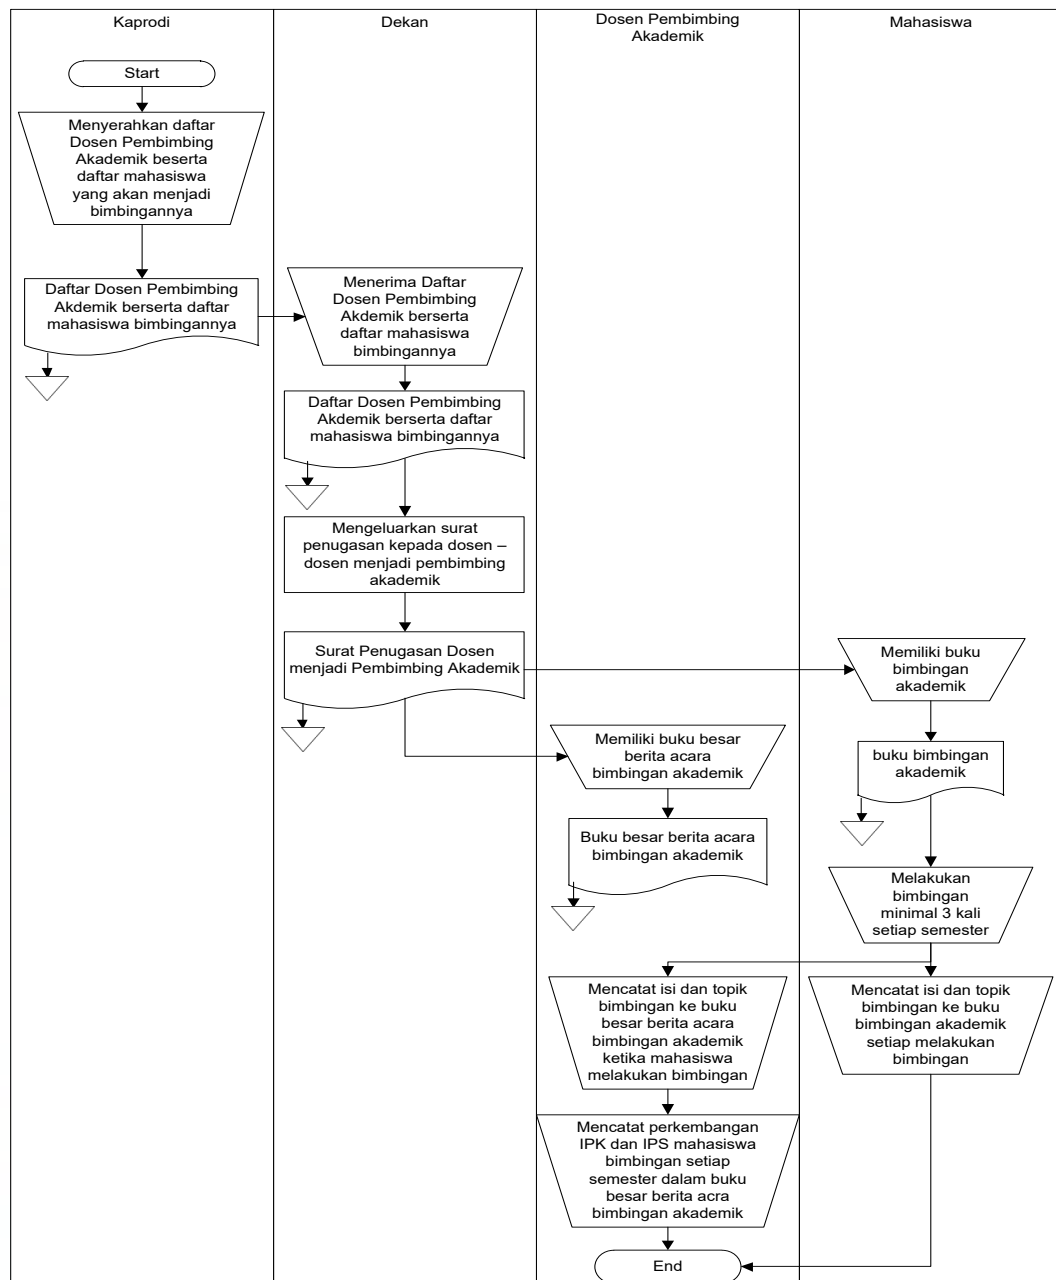 Kaprodi
Dekan
Dosen Pembimbing
Akademik
Mahasiswa
Start
Menyerahkan daftar
Dosen Pembimbing
Akademik beserta
daftar mahasiswa
yang akan menjadi
bimbingannya
Daftar Dosen Pembimbing
Akdemik berserta daftar
mahasiswa bimbingannya
Menerima Daftar
Dosen Pembimbing
Akdemik berserta
daftar mahasiswa
bimbingannya
Daftar Dosen Pembimbing
Akdemik berserta daftar
mahasiswa bimbingannya
Mengeluarkan surat
penugasan kepada dosen –
dosen menjadi pembimbing
akademik
Surat Penugasan Dosen
menjadi Pembimbing Akademik
Memiliki buku
bimbingan
akademik
Memiliki buku besar
berita acara
bimbingan akademik
buku bimbingan
akademik
Buku besar berita acara
bimbingan akademik
Melakukan
bimbingan
minimal 3 kali
setiap semester
Mencatat isi dan topik
bimbingan ke buku
besar berita acara
bimbingan akademik
ketika mahasiswa
melakukan bimbingan
Mencatat isi dan topik
bimbingan ke buku
bimbingan akademik
setiap melakukan
bimbingan
Mencatat perkembangan
IPK dan IPS mahasiswa
bimbingan setiap
semester dalam buku
besar berita acra
bimbingan akademik
End